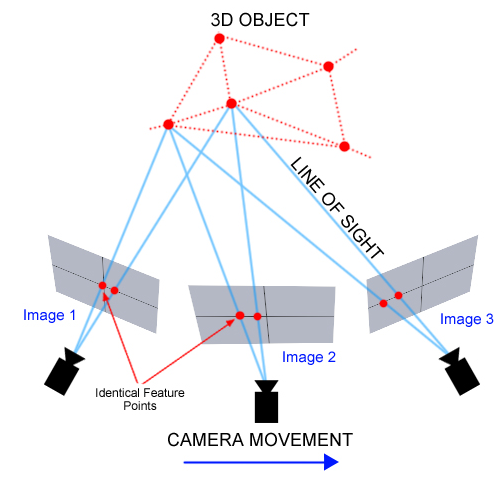 3D OBJECT
LINE OF SIGHT
Image 1
Image 2
Image 3
Identical Feature
Points
CAMERA MOVEMENT